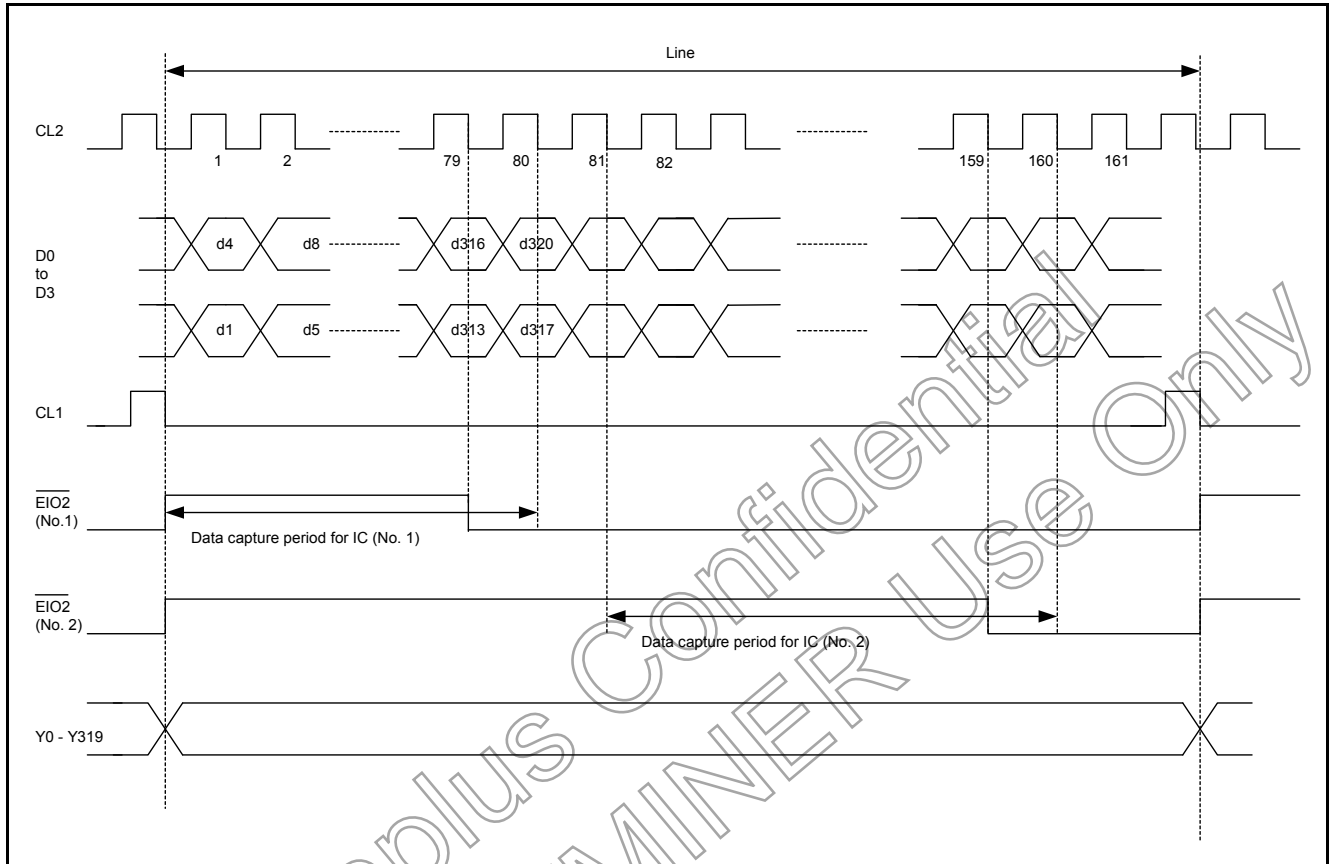 Line
CL2
1 2 79 80 81 82 159 160 161
D0
to
D3
d4 d8 d316 d320
d1 d5 d313 d317
CL1
EIO2
(No.1)
Data capture period for IC (No. 1)
EIO2
(No. 2)
Data capture period for IC (No. 2)
Y0 - Y319
plus Confidential
MINER Use Only